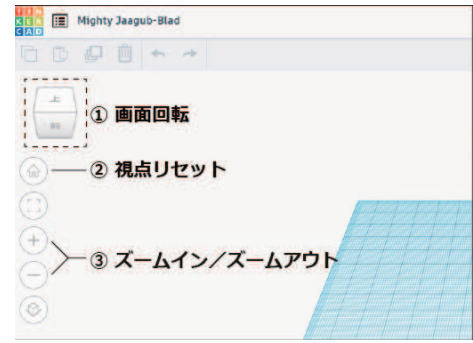 TIN
KER
CAD
Mighty Jaagub-Blad
上
① 画面回転
② 視点リセット
③ ズームイン／ズームアウト